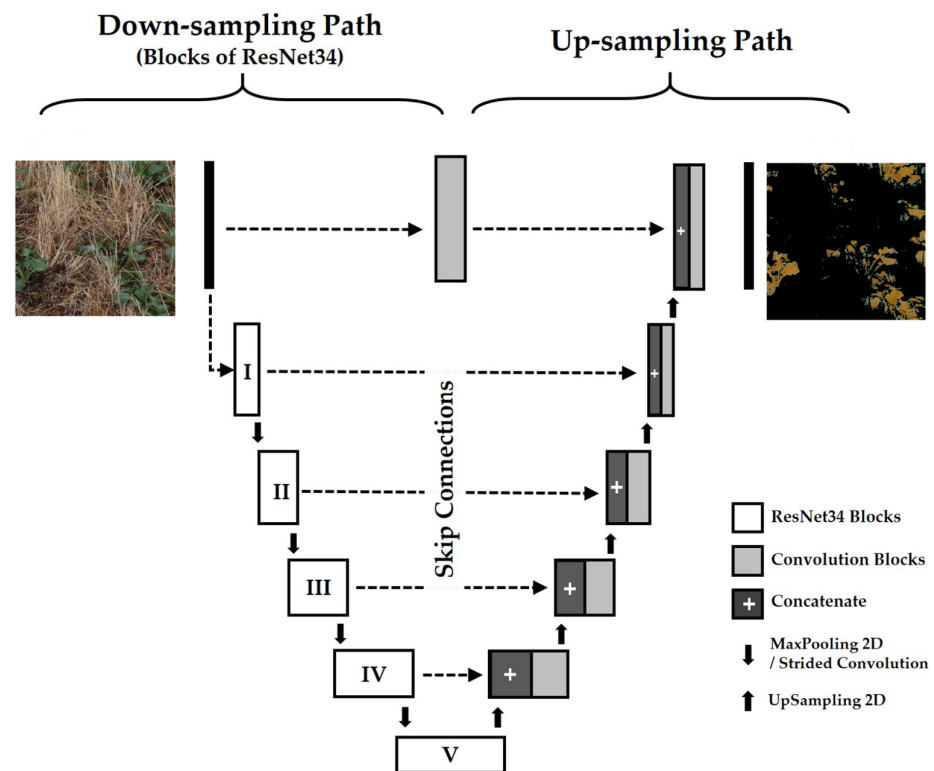 Down-sampling Path
(Blocks of ResNet34)
Up-sampling Path
+
I
+
Skip Connections
II
+
III
+
IV
+
V
ResNet34 Blocks
Convolution Blocks
+
Concatenate
MaxPooling 2D
/ Strided Convolution
UpSampling 2D